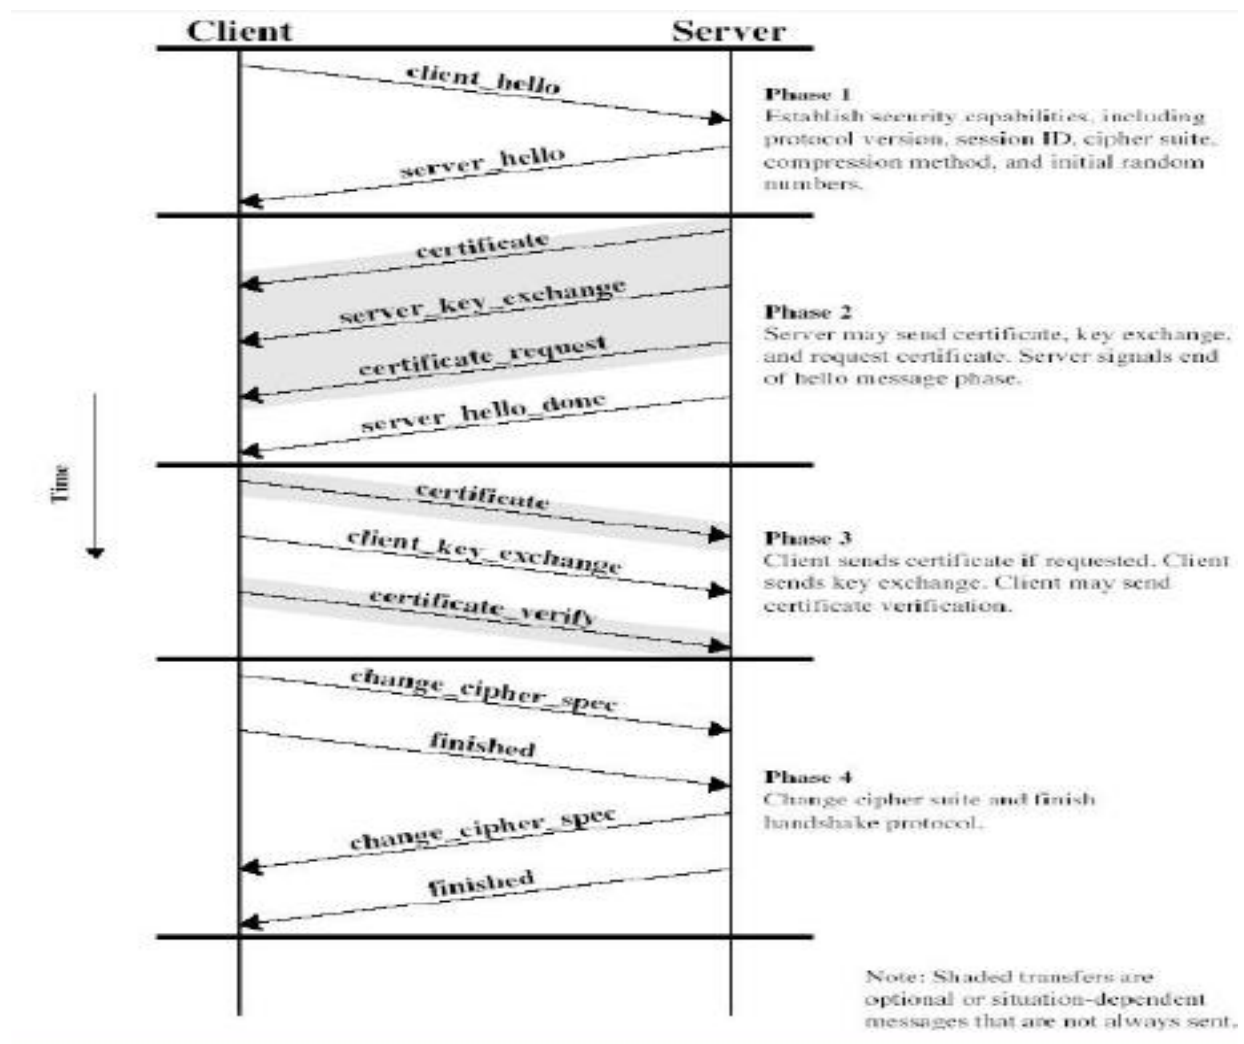 Client
Server
client_hello
server_hello
Phase 1
Establish security capabilities, including
protocol version, session ID, cipher suite,
compression method, and initial random
numbers.
certificate
server_key_exchange
certificate_request
server_hello_done
Phase 2
Server may send certificate, key exchange,
and request certificate. Server signals end
of hello message phase.
Time
certificate
client_key_exchange
certificate_verify
Phase 3
Client sends certificate if requested. Client
sends key exchange. Client may send
certificate verification.
change_cipher_spec
finished
change_cipher_spec
finished
Phase 4
Change cipher suite and finish
handshake protocol.
Note: Shaded transfers are
optional or situation-dependent
messages that are not always sent.